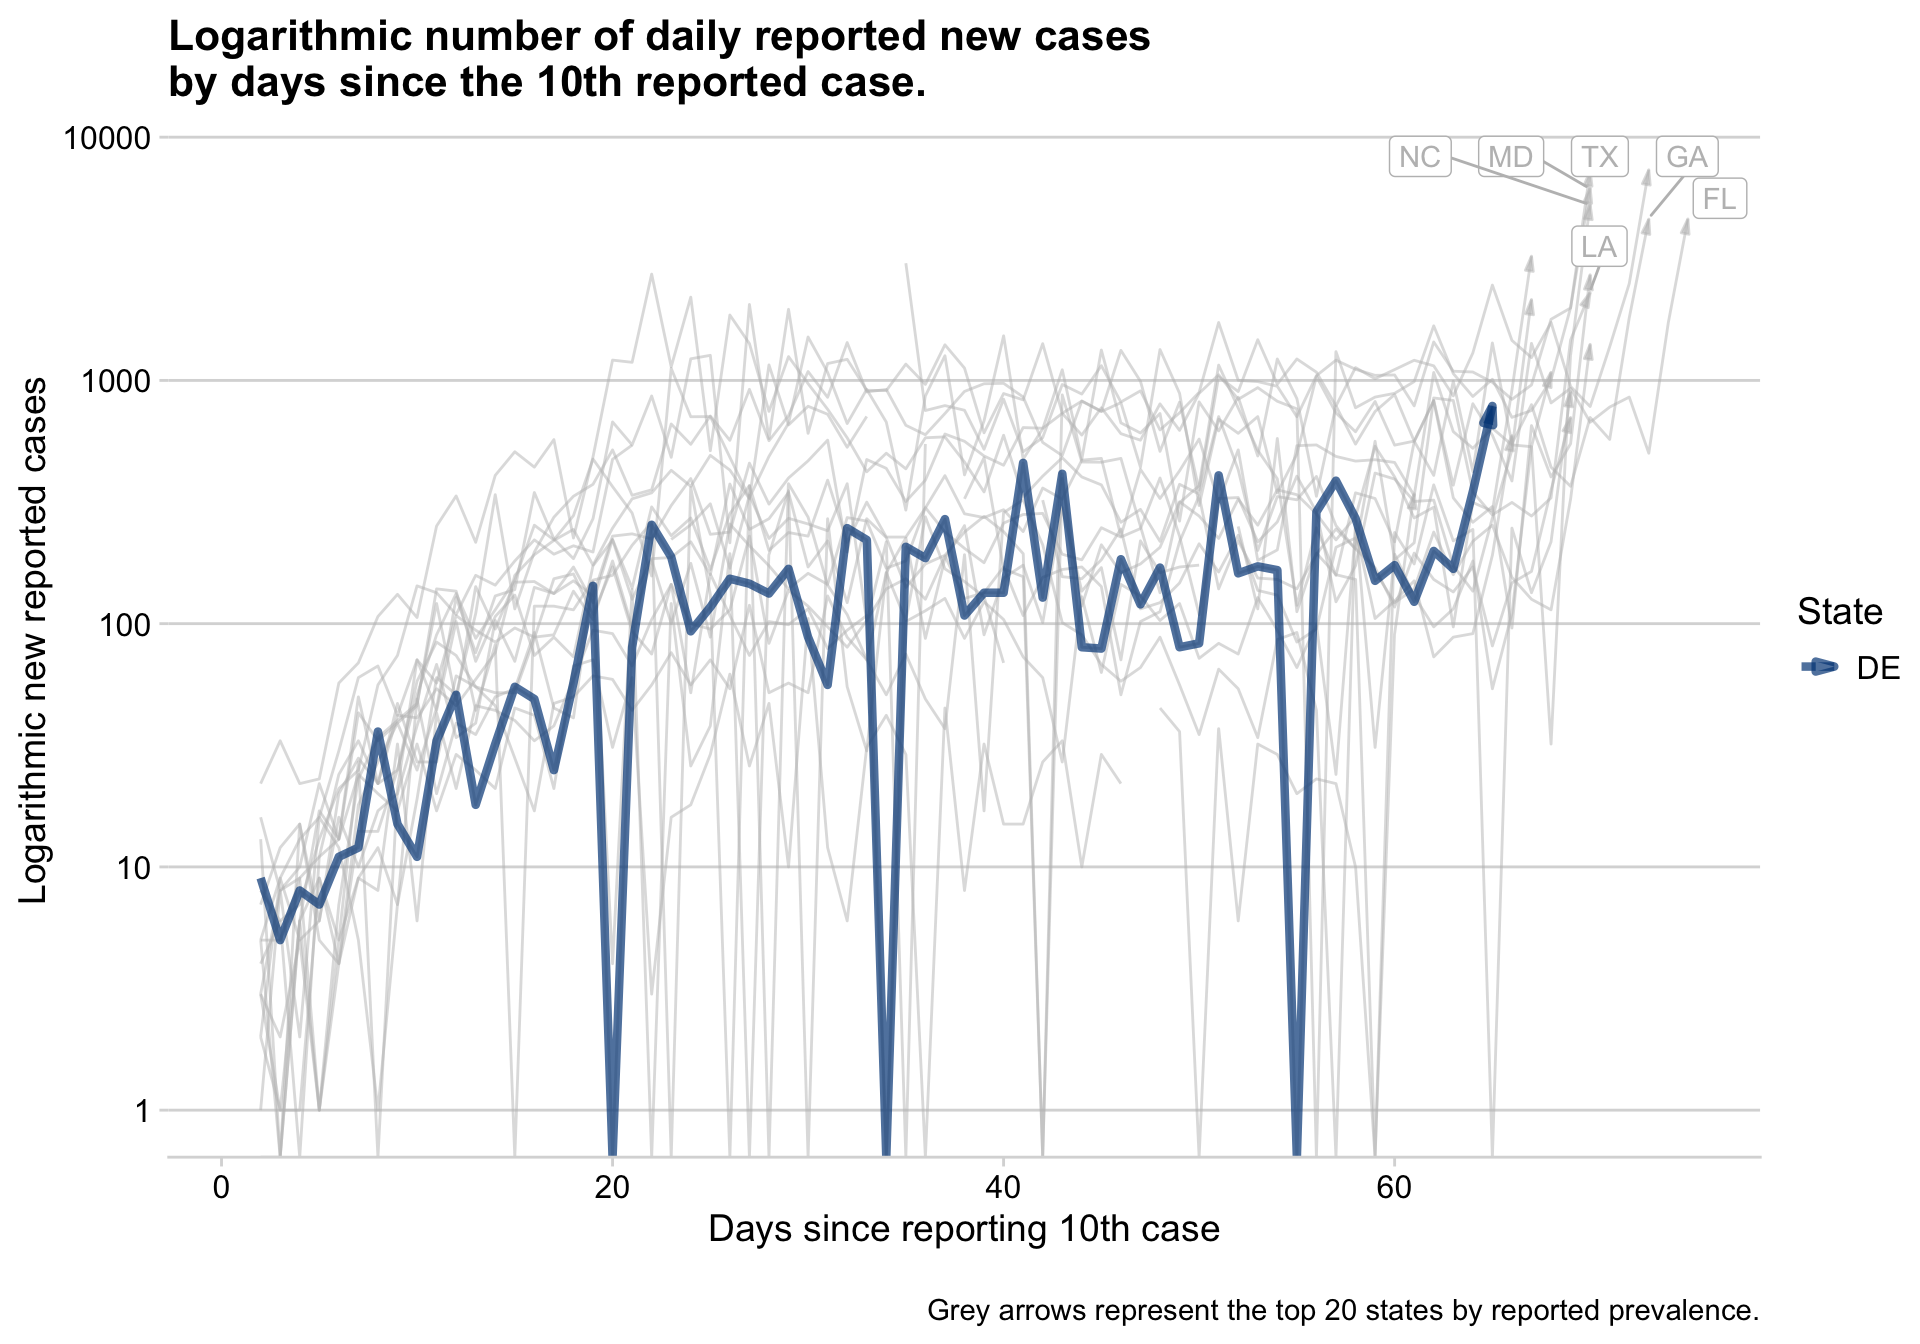 Logarithmic number of daily reported new cases
by days since the 10th reported case.
10000
1000
100
10
1
Logarithmic new reported cases
NC
MD
TX
GA
FL
LA
State
DE
0
20
40
60
Days since reporting 10th case
Grey arrows represent the top 20 states by reported prevalence.